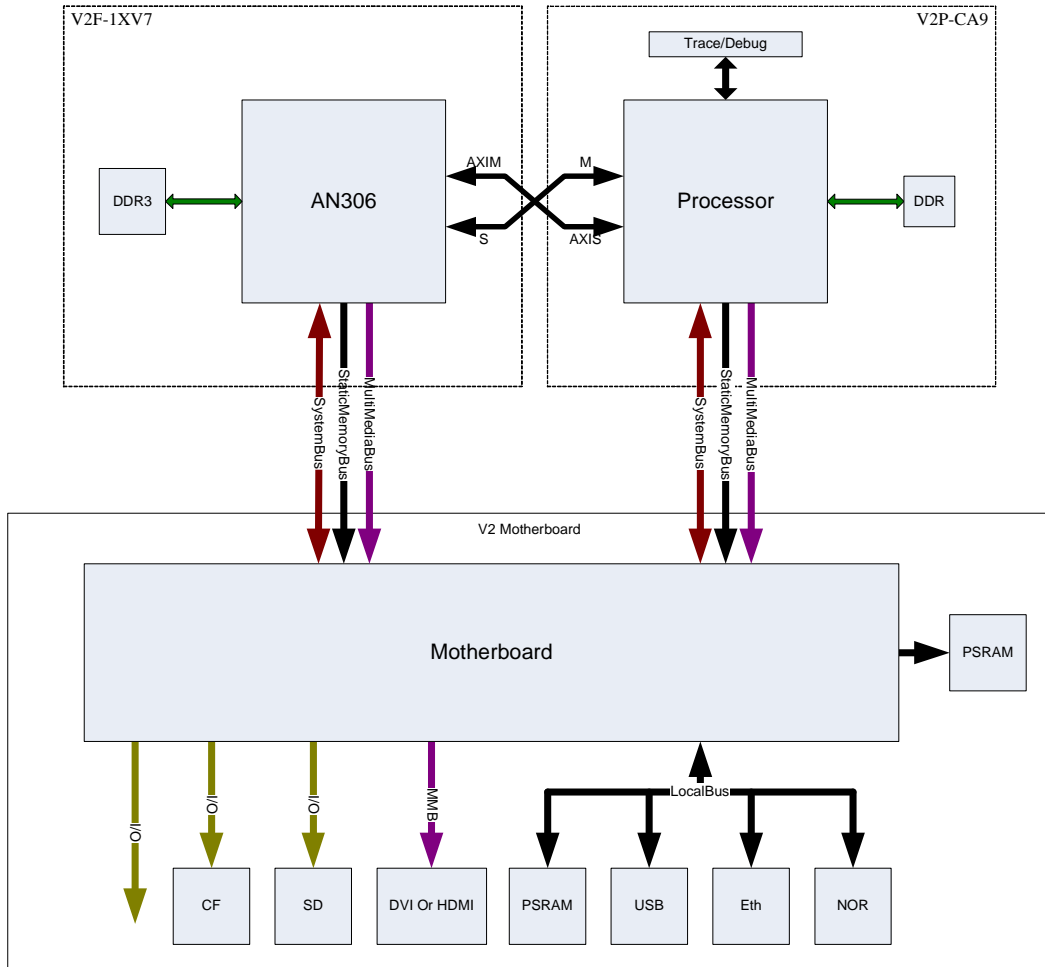 V2F-1XV7
V2P-CA9
Trace/Debug
AXIM
M
DDR3
AN306
Processor
DDR
S
AXIS
SystemBus
StaticMemoryBus
MultiMediaBus
SystemBus
StaticMemoryBus
MultiMediaBus
V2 Motherboard
Motherboard
PSRAM
I/O
I/O
I/O
MMB
LocalBus
CF
SD
DVI Or HDMI
PSRAM
USB
Eth
NOR